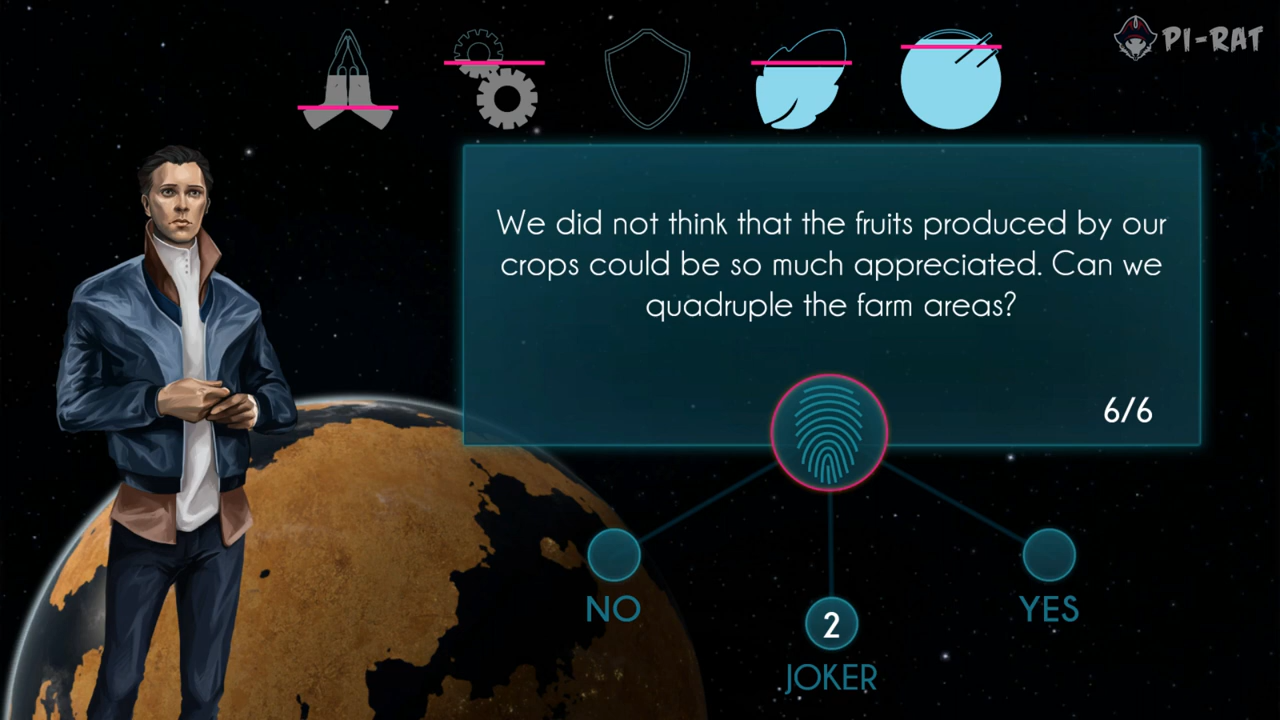 PI-RAT
We did not think that the fruits produced by our
crops could be so much appreciated. Can we
quadruple the farm areas?
6/6
NO
YES
2
JOKER